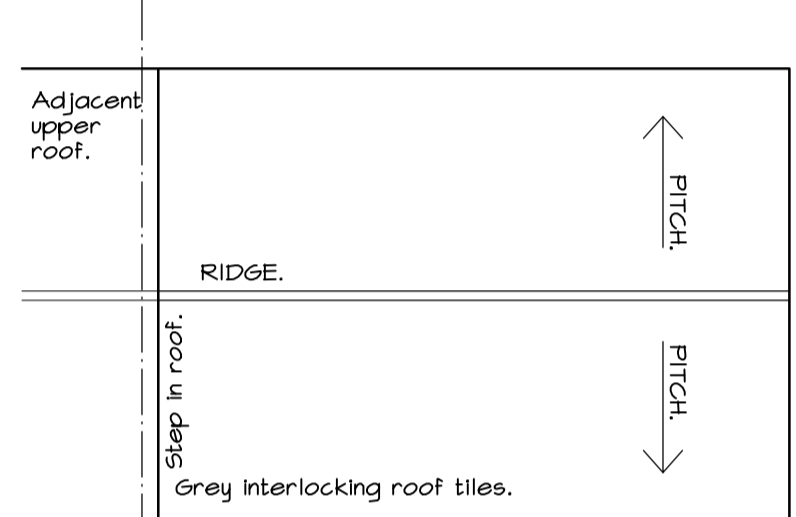 Adjacent
upper
roof.
PITCH.
RIDGE.
Step in roof.
PITCH.
Grey interlocking roof tiles.